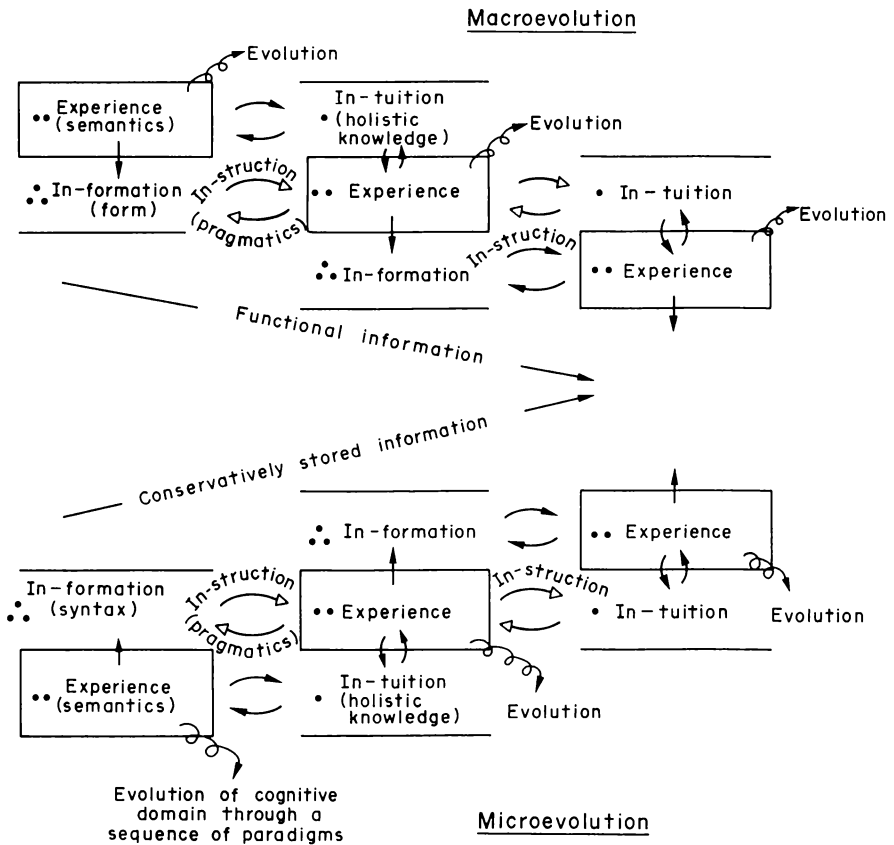 Macroevolution
Evolution
Experience
(semantics)
In-tuition
(holistic
knowledge)
Evolution
In-formation
(form)
In-struction
(pragmatics)
Experience
In-tuition
Evolution
In-formation
In-struction
Experience
Functional information
Conservatively stored information
In-formation
Experience
In-formation
(syntax)
In-struction
(pragmatics)
Experience
In-struction
In-tuition
Evolution
Experience
(semantics)
In-tuition
(holistic
knowledge)
Evolution
Evolution of cognitive
domain through a
sequence of paradigms
Microevolution